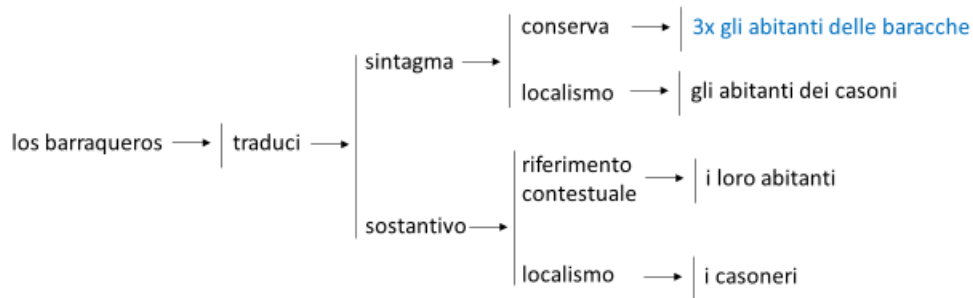 conserva
3x gli abitanti delle baracche
sintagma
localismo
gli abitanti dei casoni
los barraqueros
traduci
riferimento
contestuale
i loro abitanti
sostantivo
localismo
i casoneri